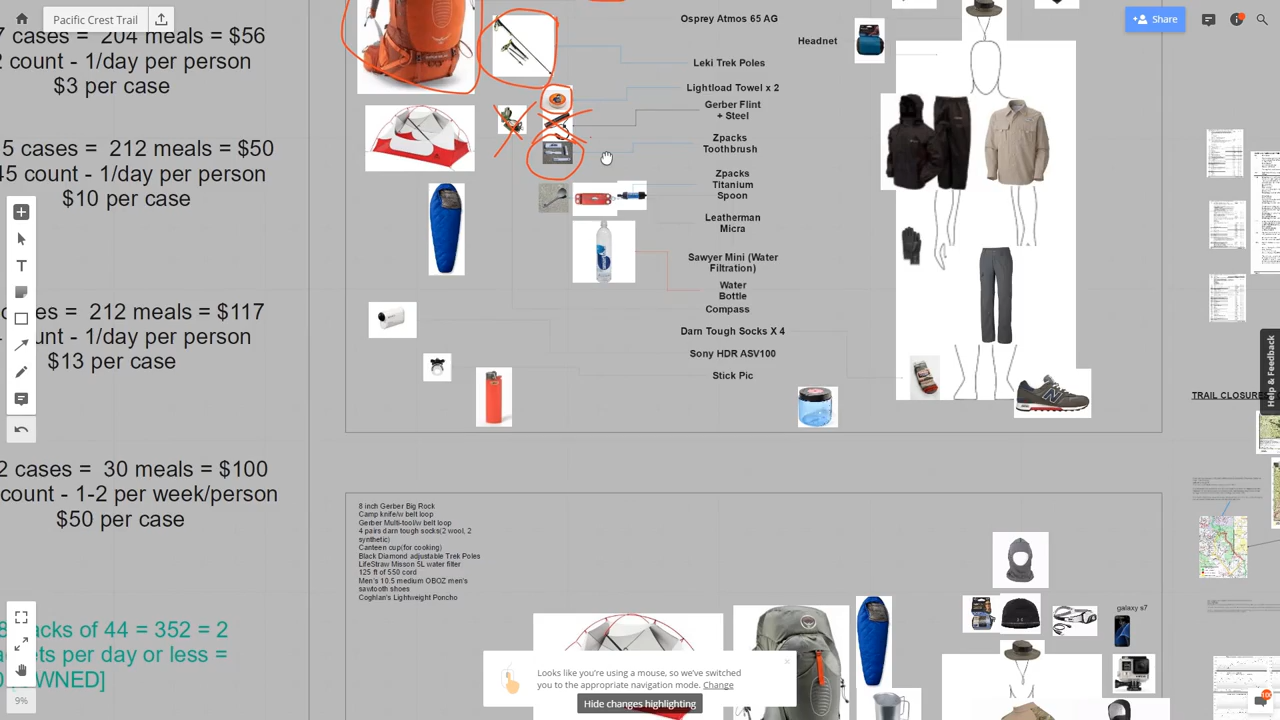 Pacific Crest Trail
7 cases = 204 meals = $56
2 count - 1/day per person
$3 per case
5 cases = 212 meals = $50
45 count - 1/day per person
$10 per case
ses = 212 meals = $117
unt - 1/day per person
$13 per case
2 cases = 30 meals = $100
count - 1-2 per week/person
$50 per case
acks of 44 = 352 = 2
ets per day or less =
OWNED]
Osprey Atmos 65 AG
Headnet
Leki Trek Poles
Lightload Towel x 2
Gerber Flint
+ Steel
Zpacks
Toothbrush
Zpacks
Titanium
Spoon
Leatherman
Micra
Sawyer Mini (Water
Filtration)
Water
Bottle
Compass
Darn Tough Socks X 4
Sony HDR ASV100
Stick Pic
8 inch Gerber Big Rock
Camp knife/w belt loop
Gerber Multi-tool/w belt loop
4 pairs darn tough socks(2 wool, 2
synthetic)
Canteen cup(for cooking)
Black Diamond adjustable Trek Poles
LifeStraw Misson 5L water filter
125 ft of 550 cord
Men's 10.5 medium OBOZ men's
sawtooth shoes
Coghlan's Lightweight Poncho
galaxy s7
Share
TRAIL CLOSURE
Help & Feedback
Looks like you're using a mouse, so we've switched
you to the appropriate navigation mode. Change
Hide changes highlighting
9%